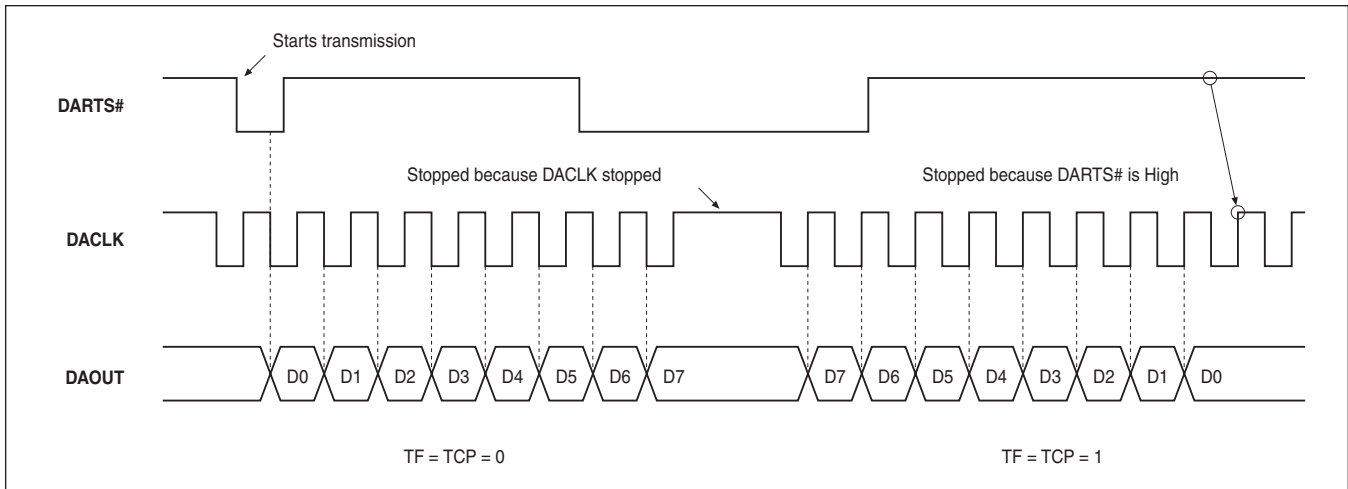 Starts transmission
DARTS#
Stopped because DACLK stopped
Stopped because DARTS# is High
DACLK
DAOUT
D0 D1 D2 D3 D4 D5 D6 D7 D7 D6 D5 D4 D3 D2 D1 D0
TF = TCP = 0
TF = TCP = 1